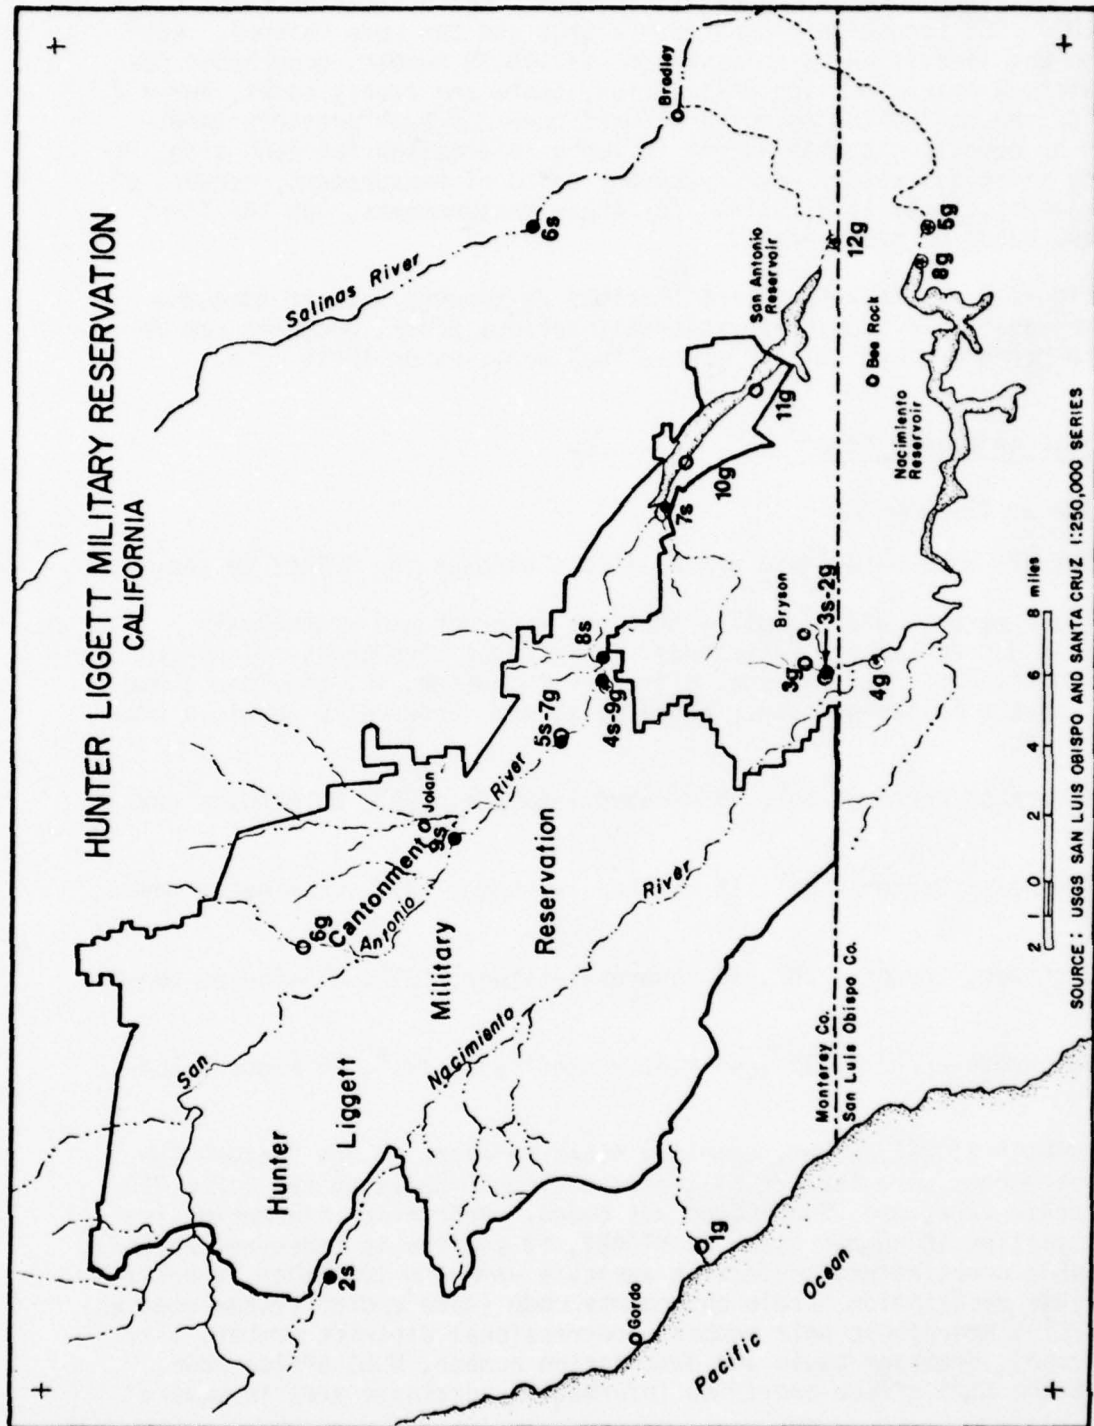 HUNTER LIGGETT MILITARY RESERVATION
CALIFORNIA
Salinas River
6s
Bradley
San Antonio
Reservoir
12g
5g
8g
Bee Rock
11g
10g
7s
Nacimiento
Reservoir
8s
Bryson
3s-2g
3g
4g
4s-9g
5s-7g
Jolon
9s
Cantonment
6g
San
Antonio
River
Hunter
Liggett
Military
Reservation
Nacimiento
River
2s
1g
Gorda
Pacific
Ocean
Monterey Co.
San Luis Obispo Co.
2 1 0 2 4 6 8 miles
SOURCE: USGS SAN LUIS OBISPO AND SANTA CRUZ 1:250,000 SERIES